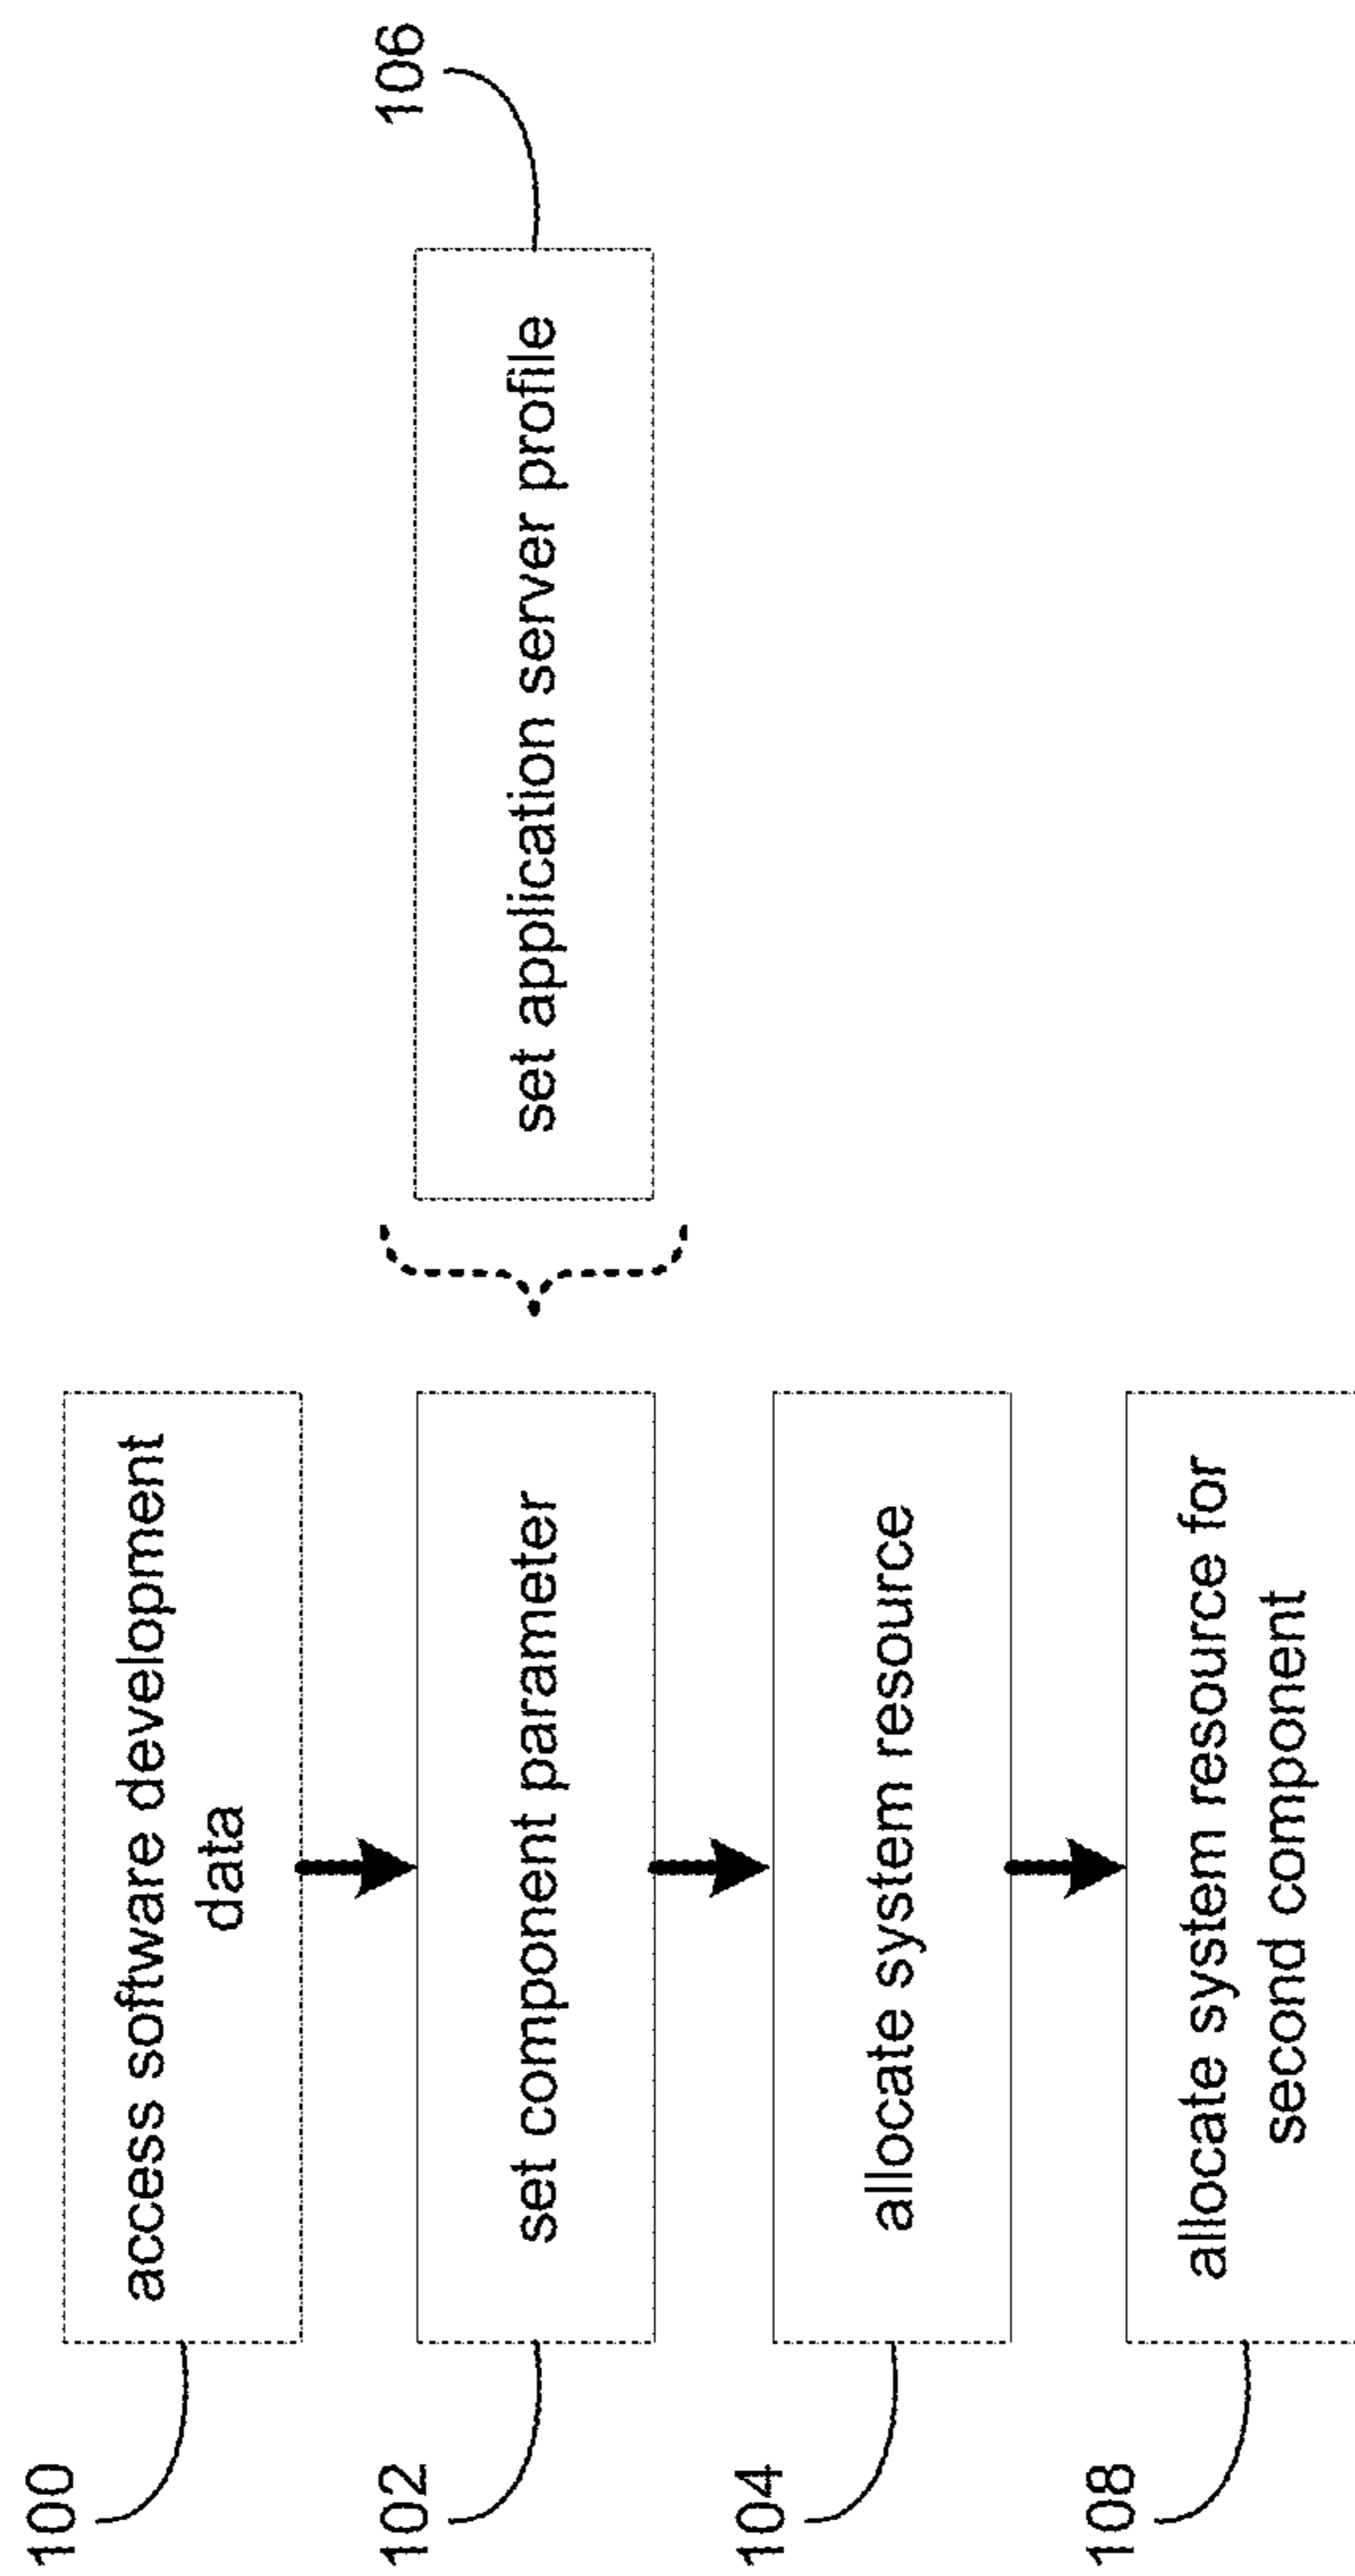 100
access software development
data
102
set component parameter
106
set application server profile
104
allocate system resource
108
allocate system resource for
second component